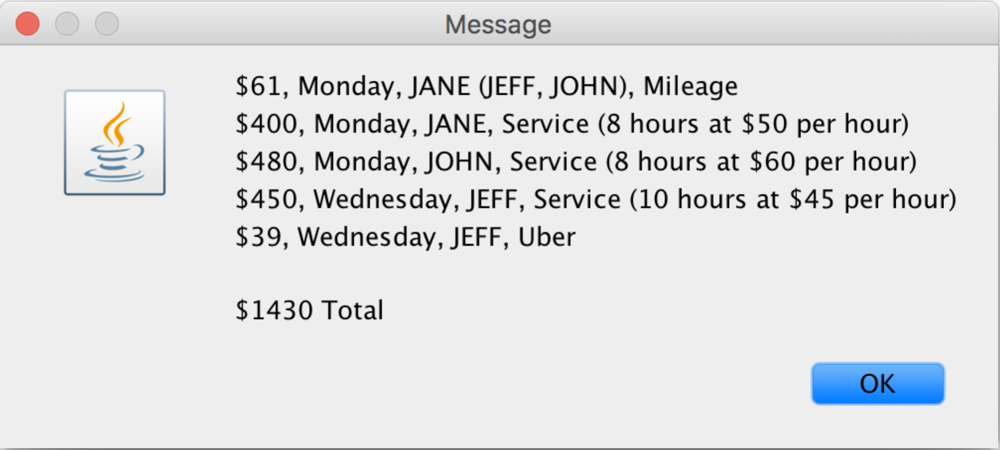 Message
$61, Monday, JANE (JEFF, JOHN), Mileage
$400, Monday, JANE, Service (8 hours at $50 per hour)
$480, Monday, JOHN, Service (8 hours at $60 per hour)
$450, Wednesday, JEFF, Service (10 hours at $45 per hour)
$39, Wednesday, JEFF, Uber
$1430 Total
OK